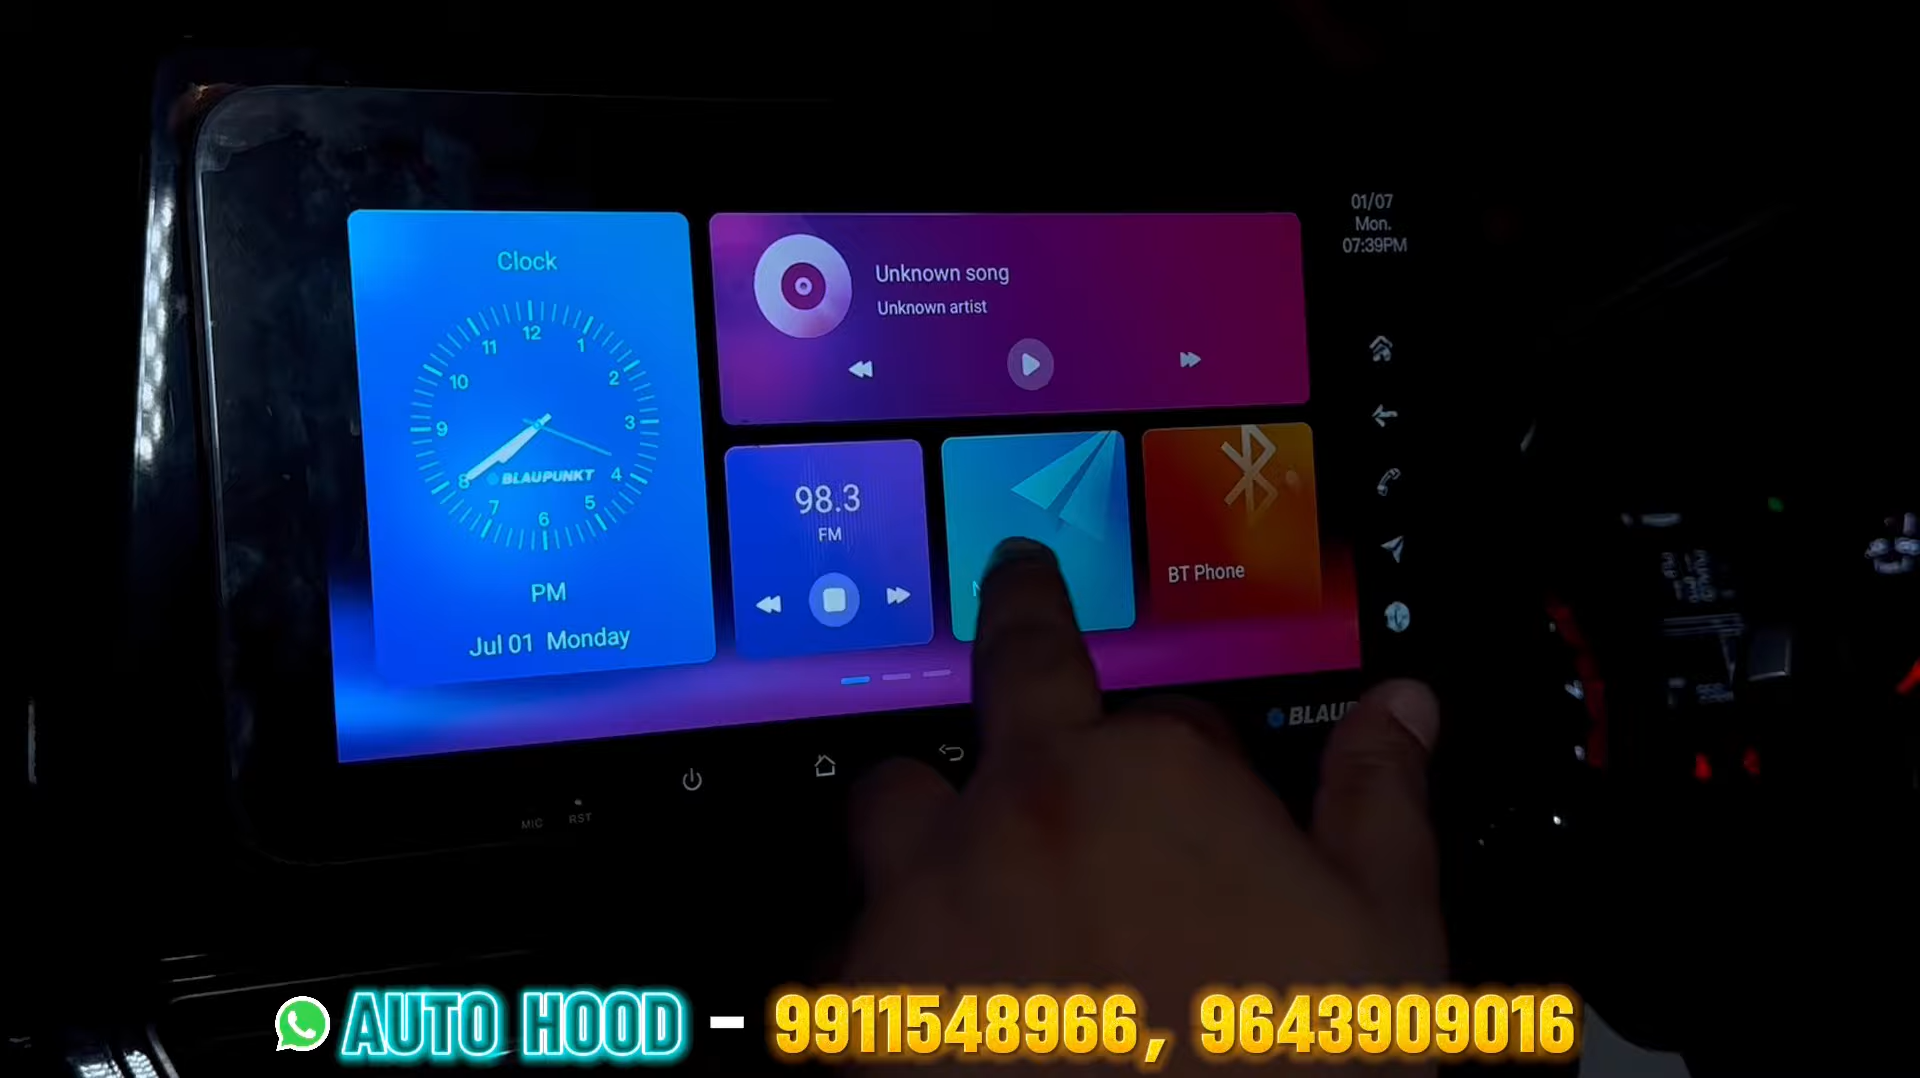 01/07
Mon.
07:39PM
Clock
12
11
1
10
2
9
3
8
4
7
5
6
BLAUPUNKT
PM
Jul 01 Monday
Unknown song
Unknown artist
98.3
FM
BT Phone
MIC
RST
AUTO HOOD - 9911548966, 9643909016